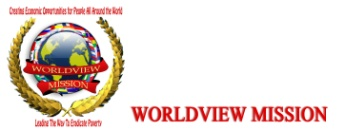 Creating Economic Opportunities for People All Around the World
WORLDVIEW
MISSION
Leading The Way To Eradicate Poverty
WORLDVIEW MISSION